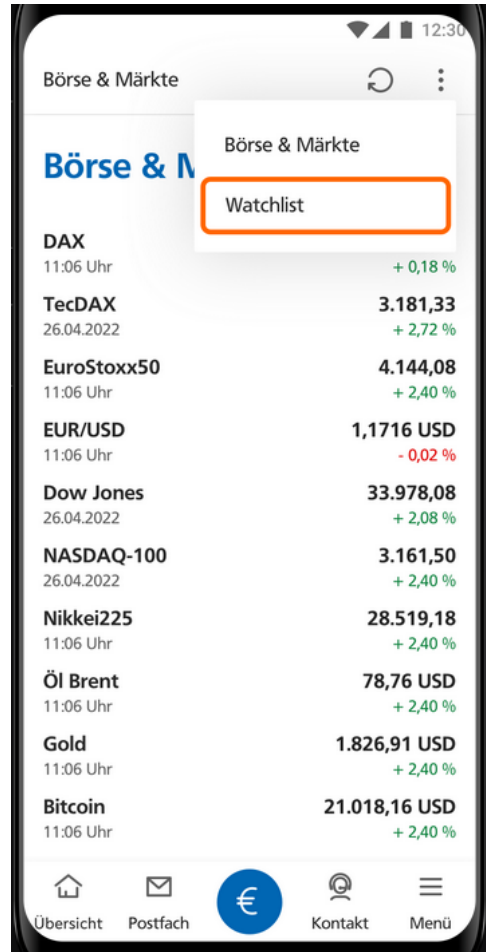 12:30
Börse & Märkte
Börse & Märkte
Watchlist
Börse & M
DAX
11:06 Uhr + 0,18 %
TecDAX 3.181,33
26.04.2022 + 2,72 %
EuroStoxx50 4.144,08
11:06 Uhr + 2,40 %
EUR/USD 1,1716 USD
11:06 Uhr - 0,02 %
Dow Jones 33.978,08
26.04.2022 + 2,08 %
NASDAQ-100 3.161,50
26.04.2022 + 2,40 %
Nikkei225 28.519,18
11:06 Uhr + 2,40 %
Öl Brent 78,76 USD
11:06 Uhr + 2,40 %
Gold 1.826,91 USD
11:06 Uhr + 2,40 %
Bitcoin 21.018,16 USD
11:06 Uhr + 2,40 %
€
Übersicht Postfach Kontakt Menü